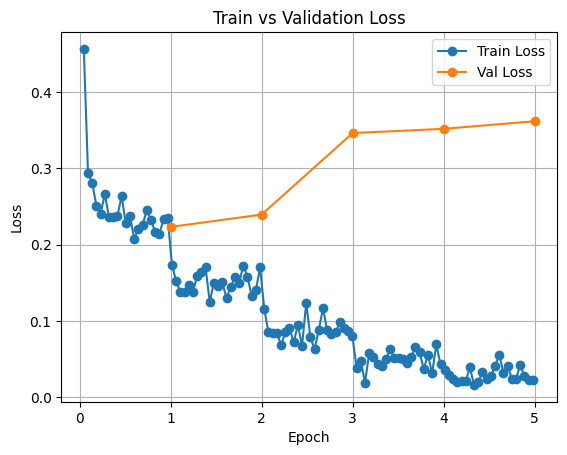 Train vs Validation Loss
Train Loss
Val Loss
0.4
0.3
0.2
0.1
0.0
Loss
0 1 2 3 4 5
Epoch